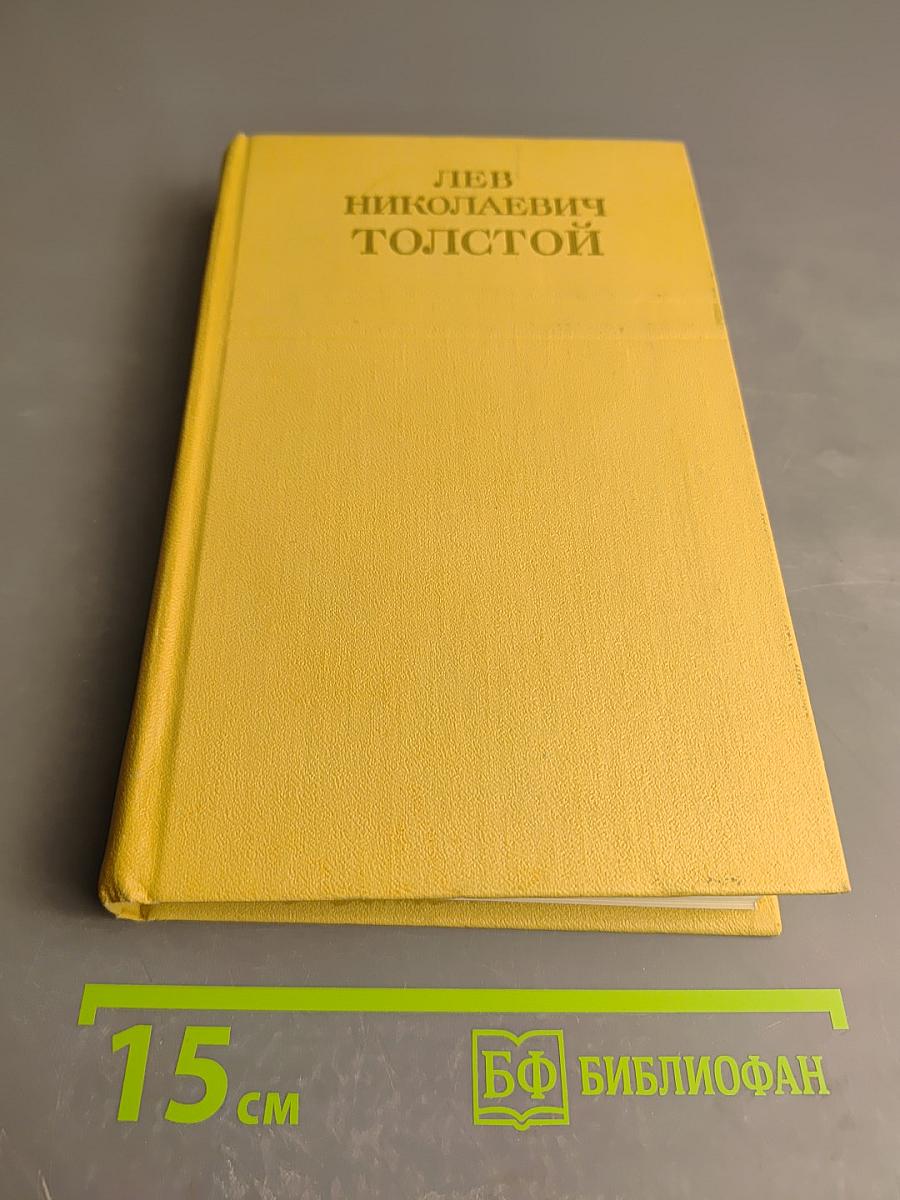 ЛЕВ
НИКОЛАЕВИЧ
ТОЛСТОЙ
15 см
БФ БИБЛИОФАН